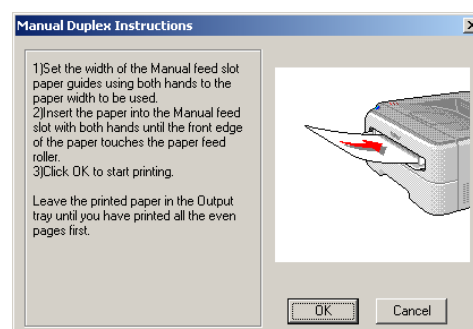 Manual Duplex Instructions
1)Set the width of the Manual feed slot
paper guides using both hands to the
paper width to be used.
2)Insert the paper into the Manual feed
slot with both hands until the front edge
of the paper touches the paper feed
roller.
3)Click OK to start printing.
Leave the printed paper in the Output
tray until you have printed all the even
pages first.
OK
Cancel